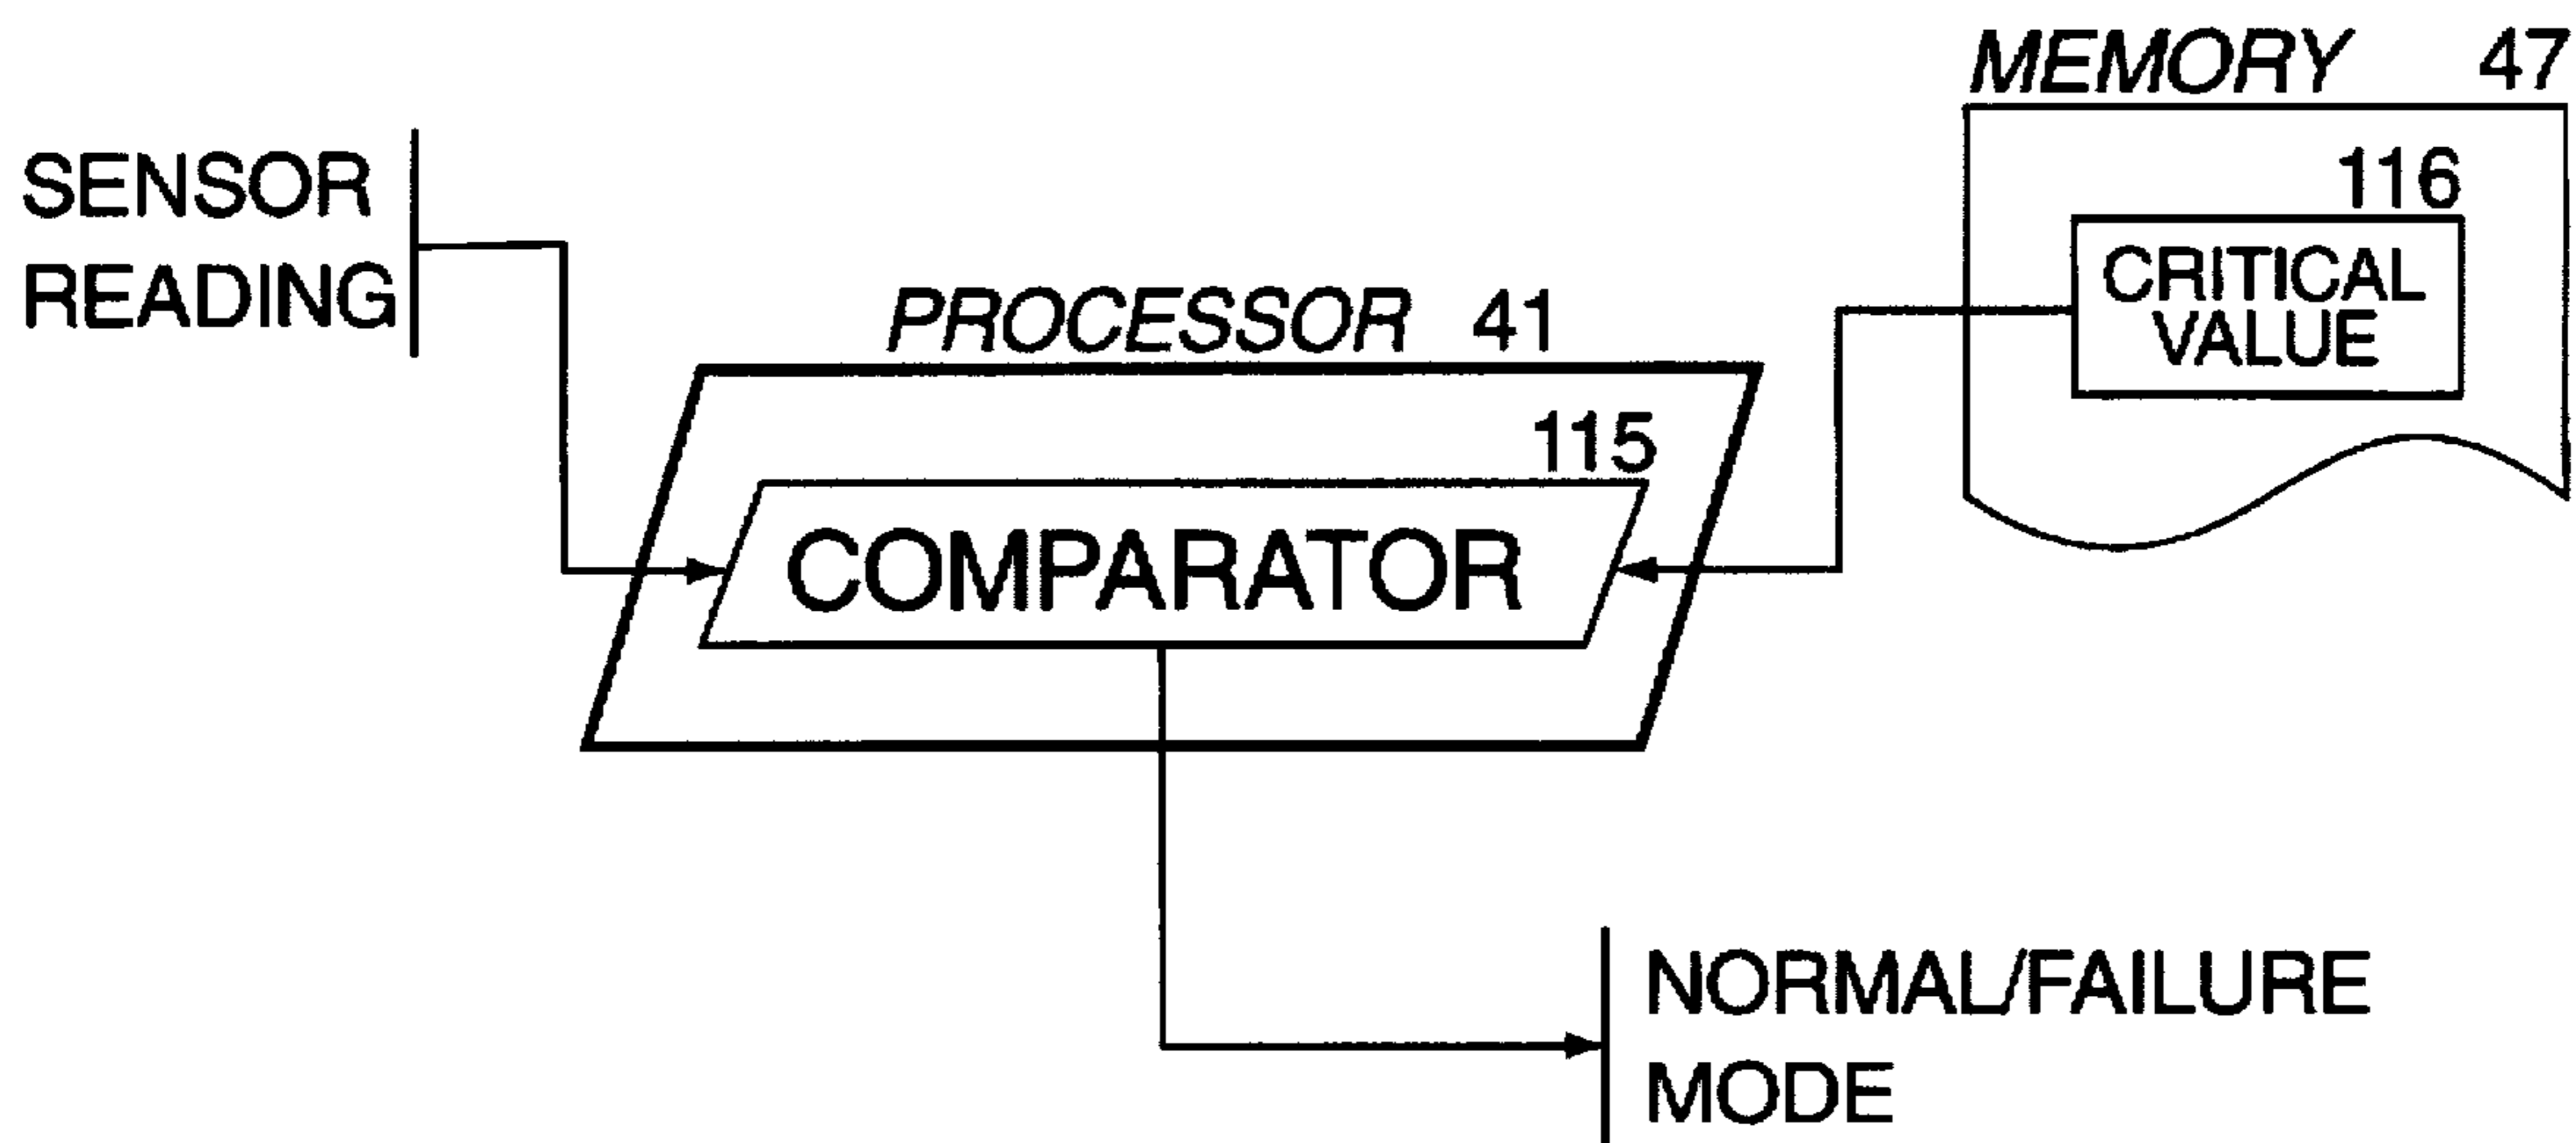 MEMORY 47
SENSOR
READING
116
CRITICAL
VALUE
PROCESSOR 41
115
COMPARATOR
NORMAL/FAILURE
MODE